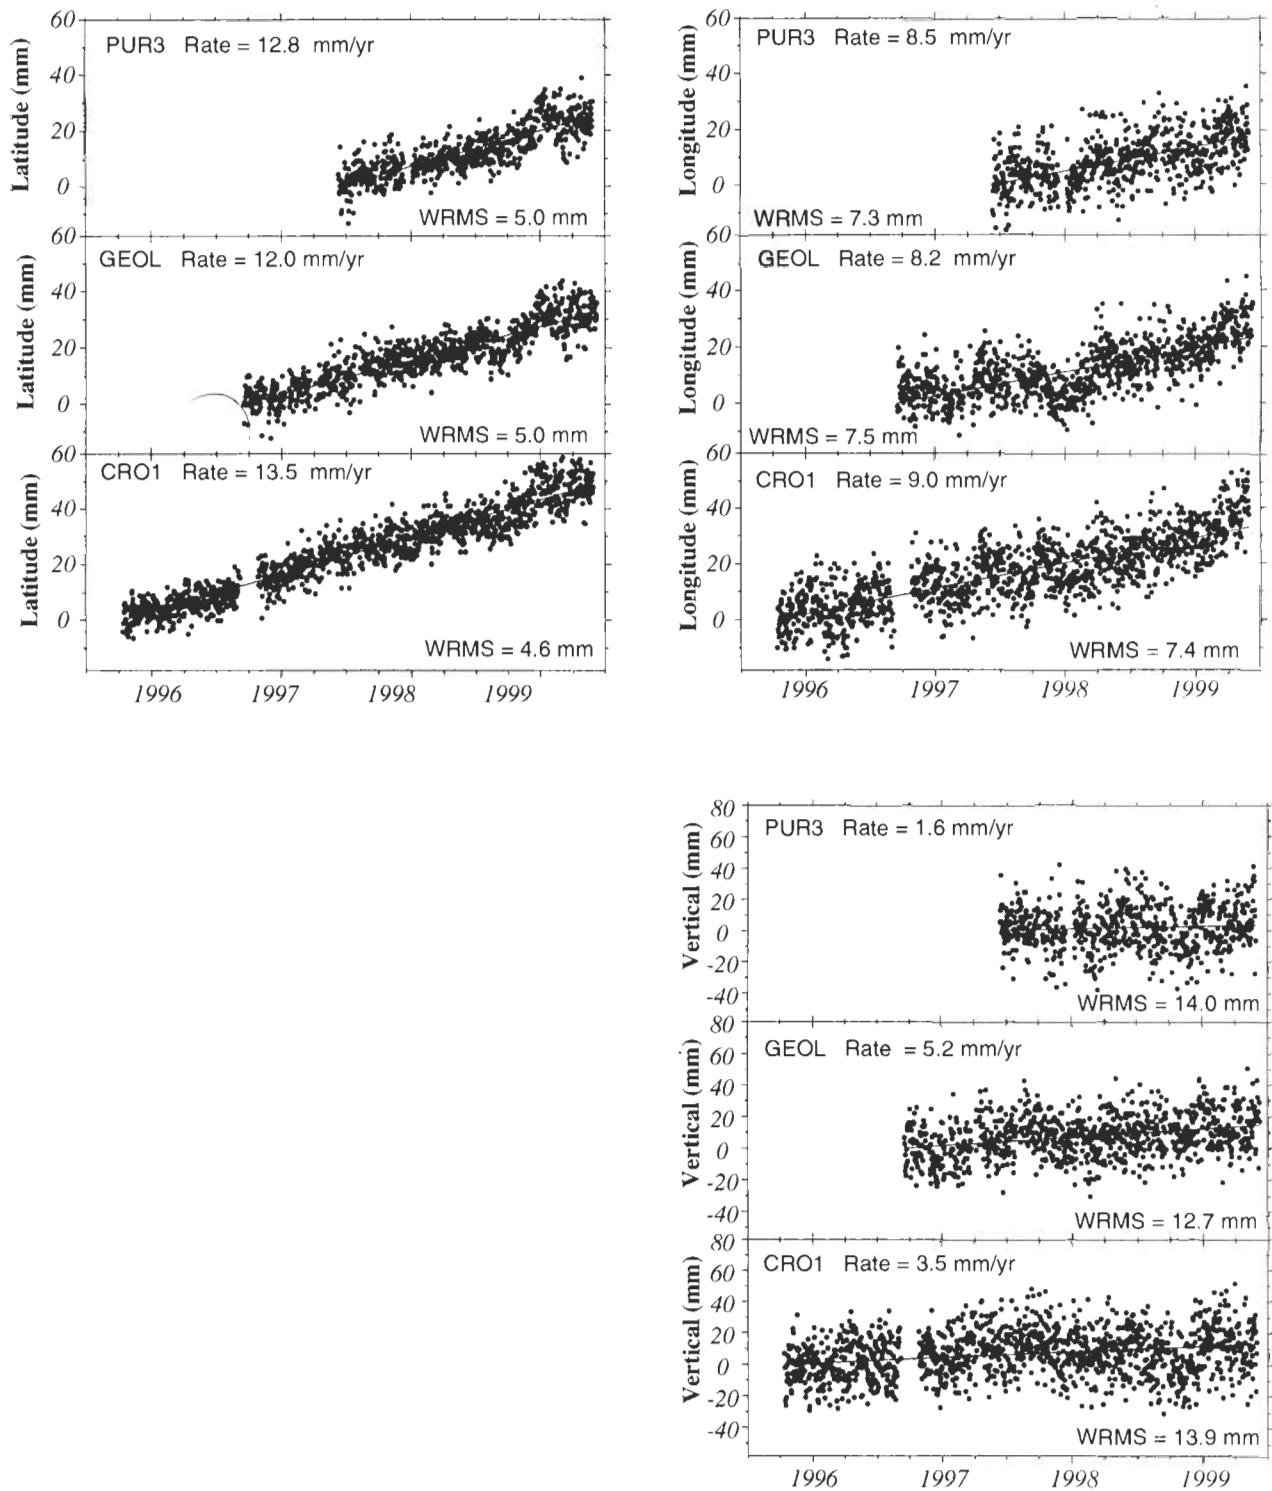 60
PUR3 Rate = 12.8 mm/yr
40
20
0
Latitude (mm)
WRMS = 5.0 mm
60
GEOL Rate = 12.0 mm/yr
40
20
0
Latitude (mm)
WRMS = 5.0 mm
60
CRO1 Rate = 13.5 mm/yr
40
20
0
Latitude (mm)
WRMS = 4.6 mm
1996 1997 1998 1999
60
PUR3 Rate = 8.5 mm/yr
40
20
0
Longitude (mm)
WRMS = 7.3 mm
60
GEOL Rate = 8.2 mm/yr
40
20
0
Longitude (mm)
WRMS = 7.5 mm
60
CRO1 Rate = 9.0 mm/yr
40
20
0
Longitude (mm)
WRMS = 7.4 mm
1996 1997 1998 1999
80
PUR3 Rate = 1.6 mm/yr
60
40
20
0
-20
-40
Vertical (mm)
WRMS = 14.0 mm
80
GEOL Rate = 5.2 mm/yr
60
40
20
0
-20
-40
Vertical (mm)
WRMS = 12.7 mm
80
CRO1 Rate = 3.5 mm/yr
60
40
20
0
-20
-40
Vertical (mm)
WRMS = 13.9 mm
1996 1997 1998 1999